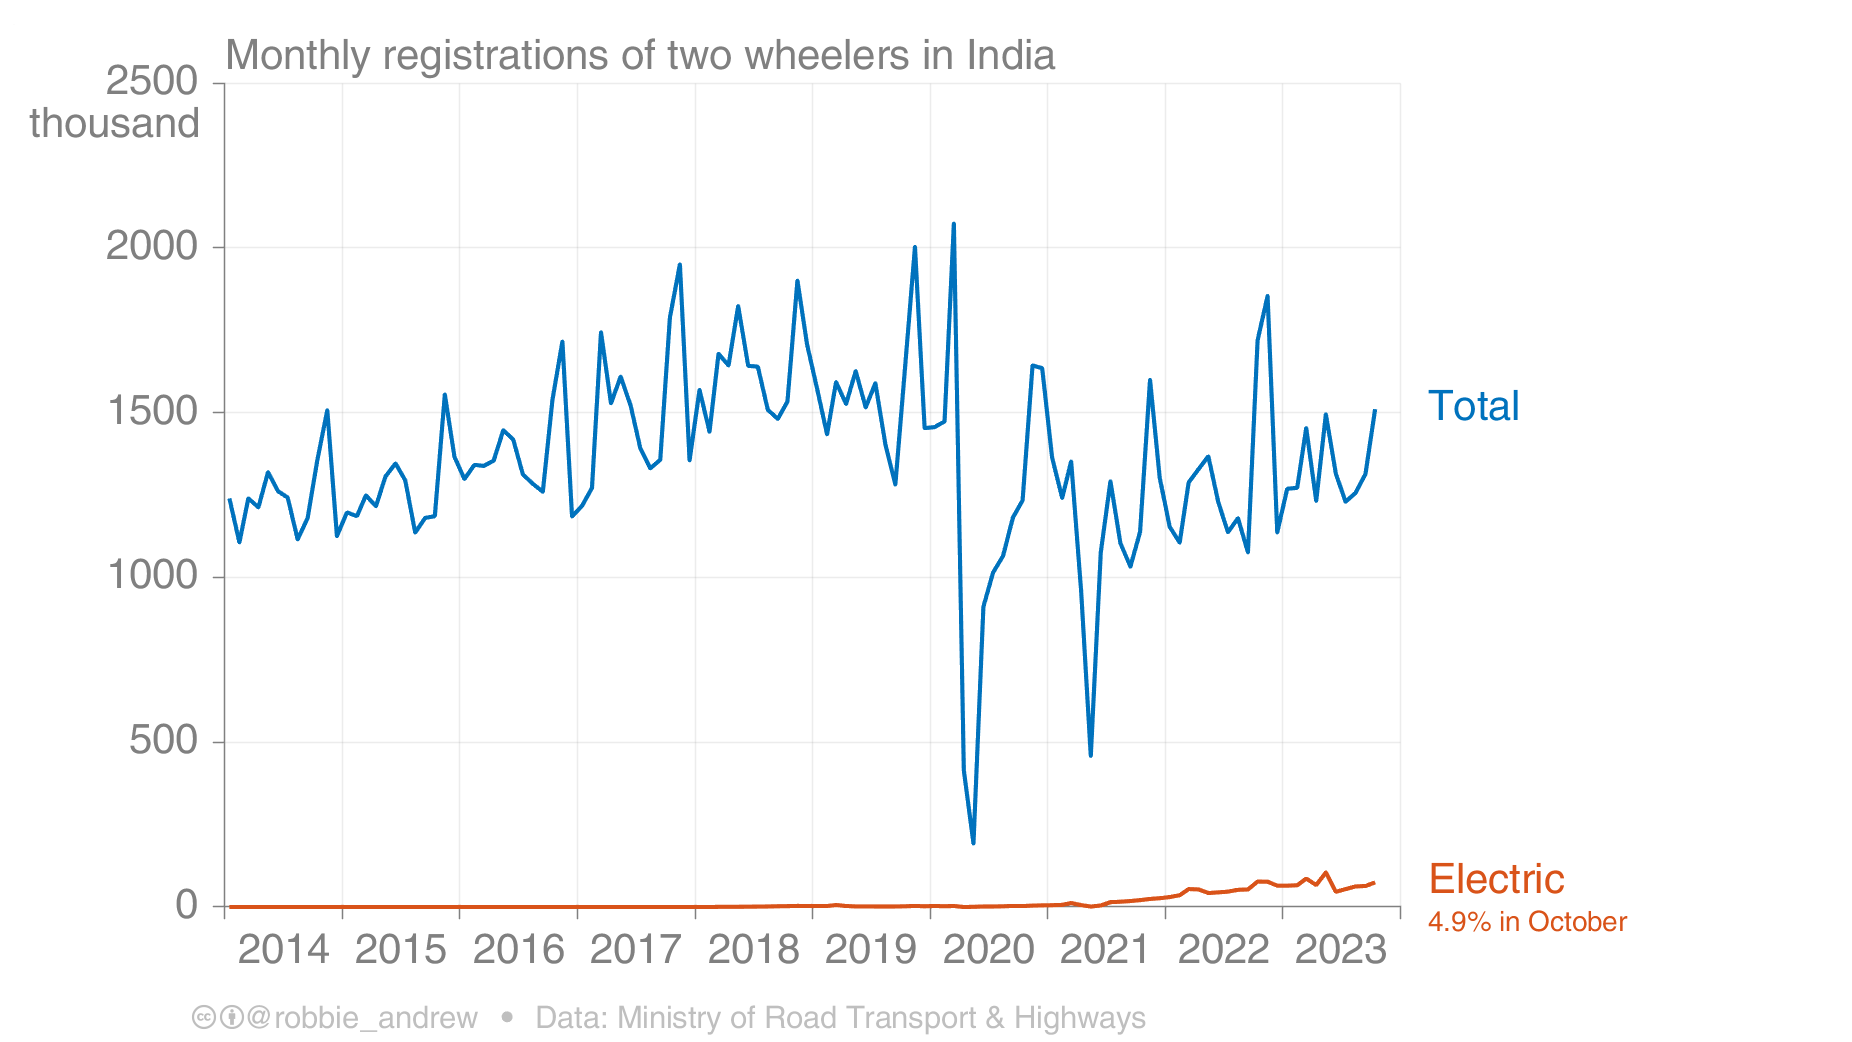 Monthly registrations of two wheelers in India
2500
thousand
2000
1500
1000
500
0
Total
Electric
4.9% in October
2014 2015 2016 2017 2018 2019 2020 2021 2022 2023
cc @robbie_andrew • Data: Ministry of Road Transport & Highways